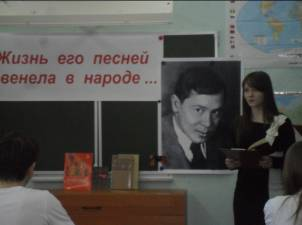 Жизнь его песней
венела в народе ...